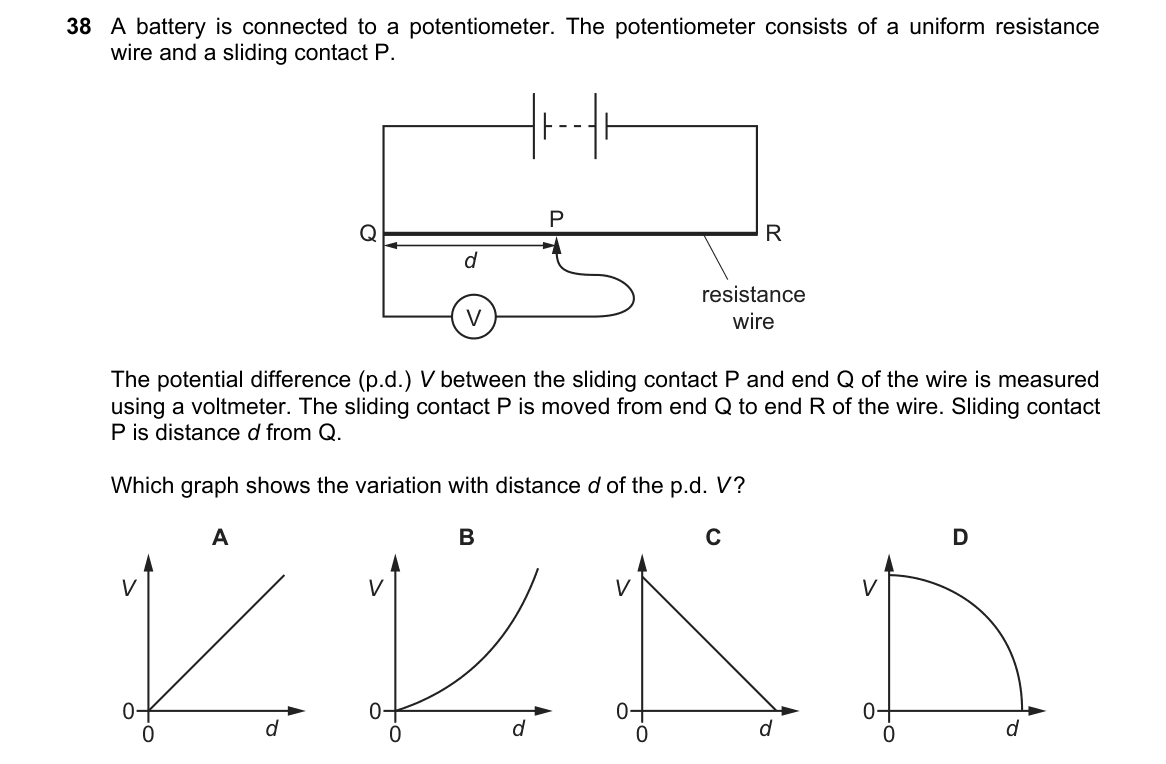 38 A battery is connected to a potentiometer. The potentiometer consists of a uniform resistance
wire and a sliding contact P.
P
Q
R
d
resistance
wire
V
The potential difference (p.d.) V between the sliding contact P and end Q of the wire is measured
using a voltmeter. The sliding contact P is moved from end Q to end R of the wire. Sliding contact
P is distance d from Q.
Which graph shows the variation with distance d of the p.d. V?
A
V
0
0
d
B
V
0
0
d
C
V
0
0
d
D
V
0
0
d